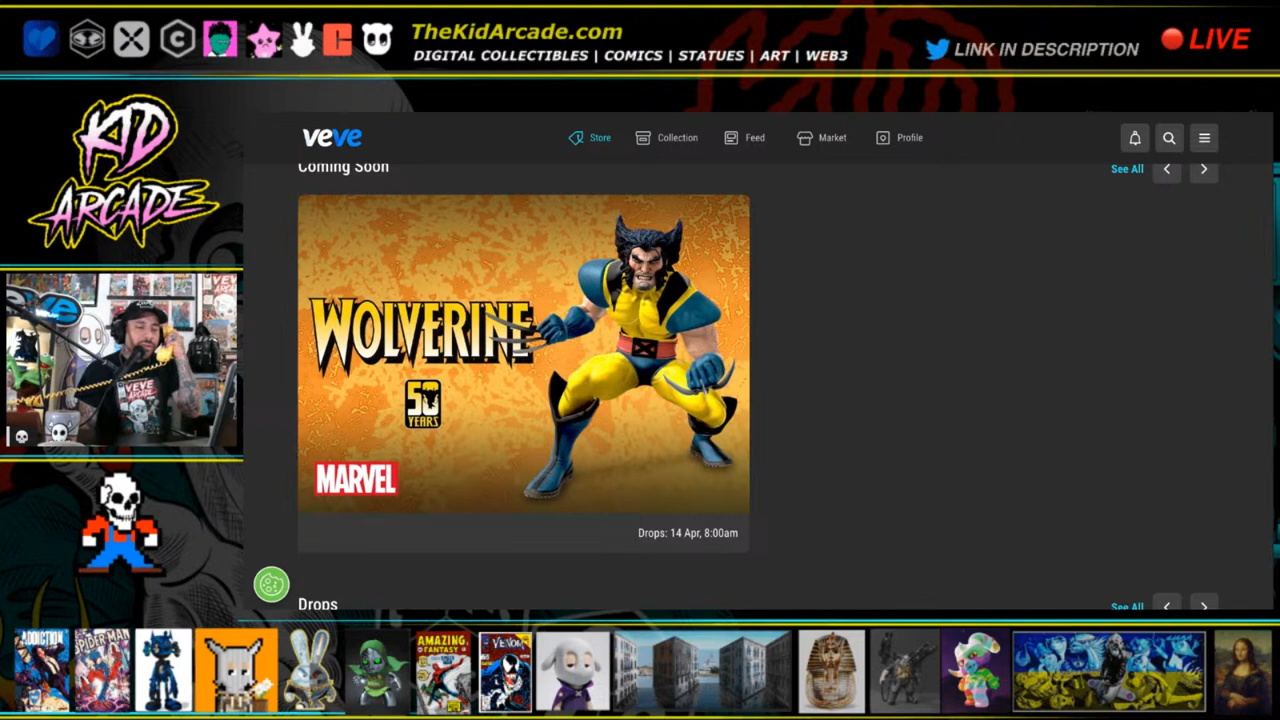 TheKidArcade.com
DIGITAL COLLECTIBLES | COMICS | STATUES | ART | WEB3
LINK IN DESCRIPTION
LIVE
KID
ARCADE
veve
Store
Collection
Feed
Market
Profile
Coming Soon
See All
WOLVERINE
50
YEARS
MARVEL
Drops: 14 Apr, 8:00am
Drops
See All
VEVE
ARCADE
ADDICTION
SPIDER-MAN
AMAZING
FANTASY
VENOM